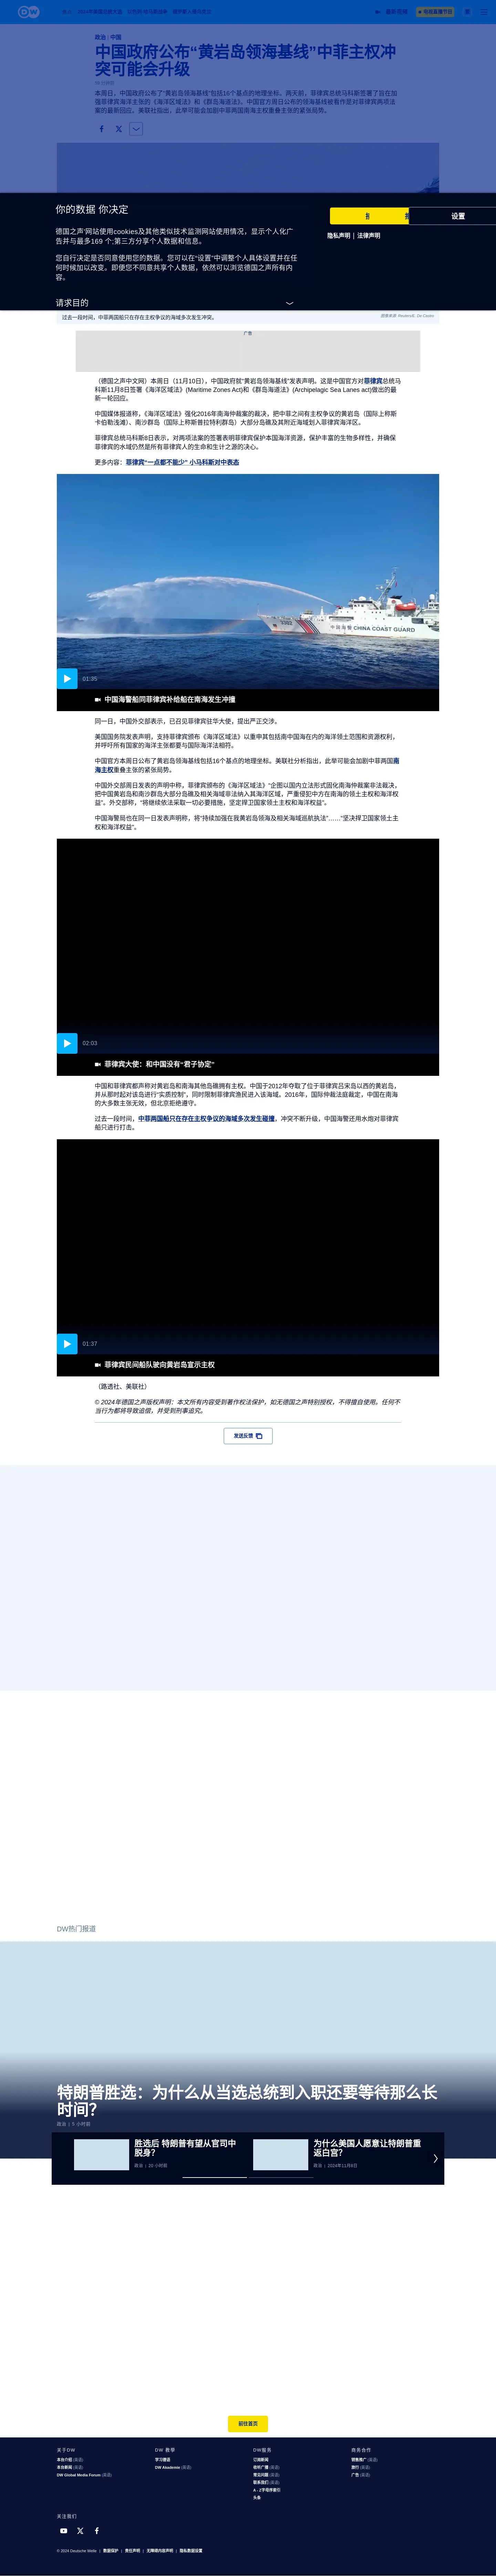 政治 | 中国
中国政府公布“黄岩岛领海基线”中菲主权冲
突可能会升级
本周日，中国政府公布了“黄岩岛领海基线”包括16个基点的地理坐标。两天前，菲律宾总统马科斯签署了旨在加
强菲律宾海洋主张的《海洋区域法》和《群岛海道法》。中国官方周日公布的领海基线被看作是对菲律宾两项法
案的最新回应。美联社指出，此举可能会加剧中菲两国南海主权重叠主张的紧张局势。
你的数据 你决定
德国之声’网站使用cookies及其他类似技术监测网站使用情况，显示个人化广
告并与最多169 个;第三方分享个人数据和信息。
您自行决定是否同意使用您的数据。您可以在“设置”中调整个人具体设置并在任
何时候加以改变。即使您不同意共享个人数据，依然可以浏览德国之声所有内
容。
请求目的
设置
隐私声明 | 法律声明
过去一段时间，中菲两国船只在存在主权争议的海域多次发生冲突。
广告
（德国之声中文网）本周日（11月10日），中国政府就“黄岩岛领海基线”发表声明。这是中国官方对菲律宾总统马
科斯11月8日签署《海洋区域法》(Maritime Zones Act)和《群岛海道法》(Archipelagic Sea Lanes act)做出的最
新一轮回应。
中国媒体报道称，《海洋区域法》强化2016年南海仲裁案的裁决，把中菲之间有主权争议的黄岩岛（国际上称斯
卡伯勒浅滩）、南沙群岛（国际上称斯普拉特利群岛）大部分岛礁及其附近海域划入菲律宾海洋区。
菲律宾总统马科斯8日表示，对两项法案的签署表明菲律宾保护本国海洋资源，保护丰富的生物多样性，并确保
菲律宾的水域仍然是所有菲律宾人的生命和生计之源的决心。
更多内容：菲律宾“一点都不能少” 小马科斯对中表态
中国海警 CHINA COAST GUARD
01:35
中国海警船同菲律宾补给船在南海发生冲撞
同一日，中国外交部表示，已召见菲律宾驻华大使，提出严正交涉。
美国国务院发表声明，支持菲律宾颁布《海洋区域法》以重申其包括南中国海在内的海洋领土范围和资源权利，
并呼吁所有国家的海洋主张都要与国际海洋法相符。
中国官方本周日公布了黄岩岛领海基线包括16个基点的地理坐标。美联社分析指出，此举可能会加剧中菲两国南
海主权重叠主张的紧张局势。
中国外交部周日发表的声明中称，菲律宾颁布的《海洋区域法》“企图以国内立法形式固化南海仲裁案非法裁决，
把中国黄岩岛和南沙群岛大部分岛礁及相关海域非法纳入其海洋区域，严重侵犯中方在南海的领土主权和海洋权
益”。外交部称，“将继续依法采取一切必要措施，坚定捍卫国家领土主权和海洋权益”。
中国海警局也在同一日发表声明称，将“持续加强在我黄岩岛领海及相关海域巡航执法”……“坚决捍卫国家领土主
权和海洋权益”。
02:03
菲律宾大使：和中国没有“君子协定”
中国和菲律宾都声称对黄岩岛和南海其他岛礁拥有主权。中国于2012年夺取了位于菲律宾吕宋岛以西的黄岩岛，
并从那时起对该岛进行“实质控制”，同时限制菲律宾渔民进入该海域。2016年，国际仲裁法庭裁定，中国在南海
的大多数主张无效，但北京拒绝遵守。
过去一段时间，中菲两国船只在存在主权争议的海域多次发生碰撞，冲突不断升级，中国海警还用水炮对菲律宾
船只进行打击。
01:37
菲律宾民间船队驶向黄岩岛宣示主权
（路透社、美联社）
© 2024年德国之声版权声明：本文所有内容受到著作权法保护，如无德国之声特别授权，不得擅自使用。任何不
当行为都将导致追偿，并受到刑事追究。
发送反馈
DW热门报道
特朗普胜选：为什么从当选总统到入职还要等待那么长
时间？
政治 | 5 小时前
胜选后 特朗普有望从官司中
脱身？
政治 | 20 小时前
为什么美国人愿意让特朗普重
返白宫？
政治 | 2024年11月8日
前往首页
关于DW
本台介绍 (英语)
本台新闻 (英语)
DW Global Media Forum (英语)
DW 教学
学习德语
DW Akademie (英语)
DW服务
订阅新闻
收听广播 (英语)
常见问题 (英语)
联系我们 (英语)
A - Z字母序索引
头条
商务合作
销售推广 (英语)
旅行 (英语)
广告 (英语)
关注我们
© 2024 Deutsche Welle | 数据保护 | 责任声明 | 无障碍内容声明 | 隐私数据设置